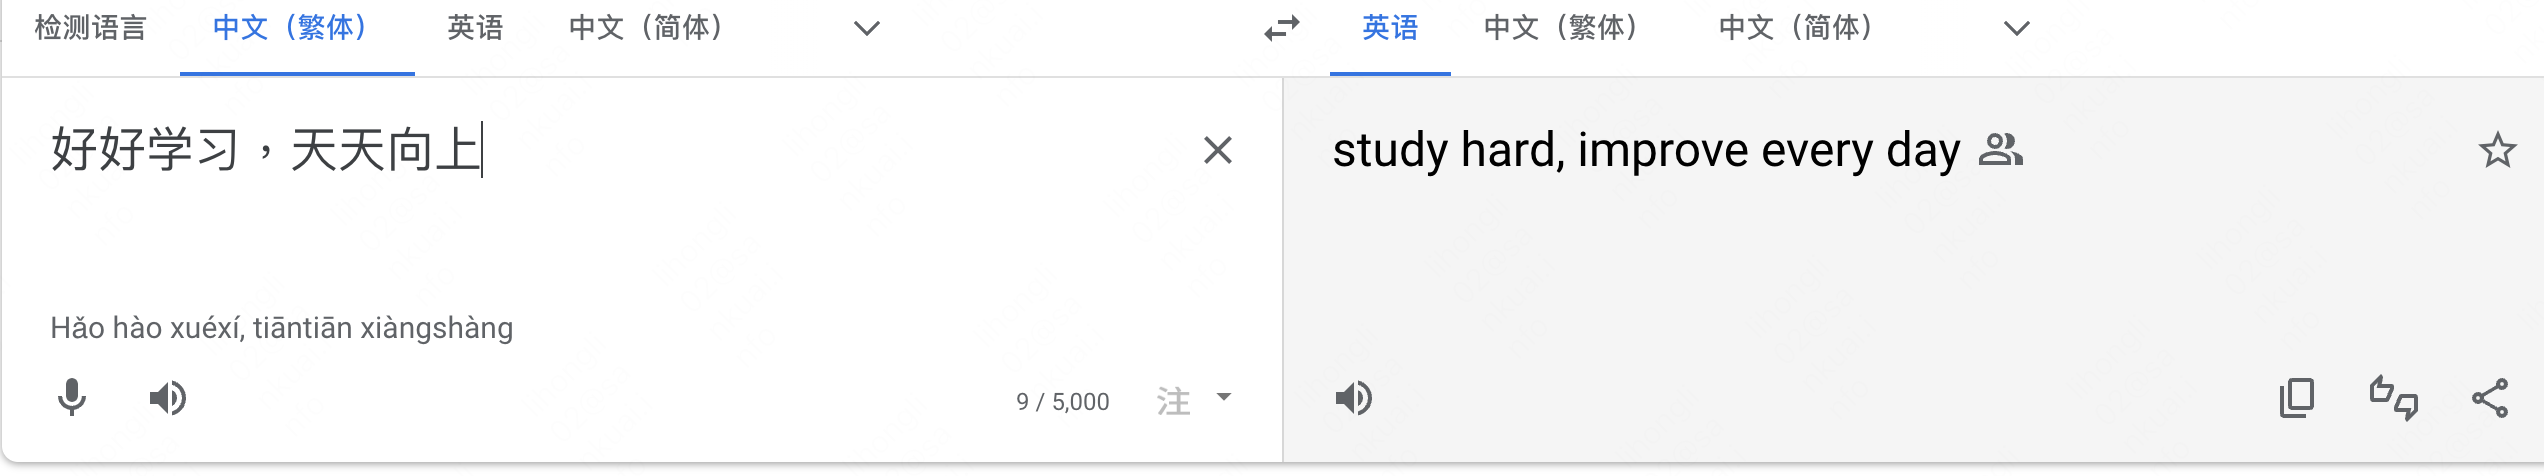 检测语言 中文（繁体） 英语 中文（简体） 英语 中文（繁体） 中文（简体）
好好学习，天天向上 study hard, improve every day
Hǎo hào xuéxí, tiāntiān xiàngshàng
9 / 5,000 注